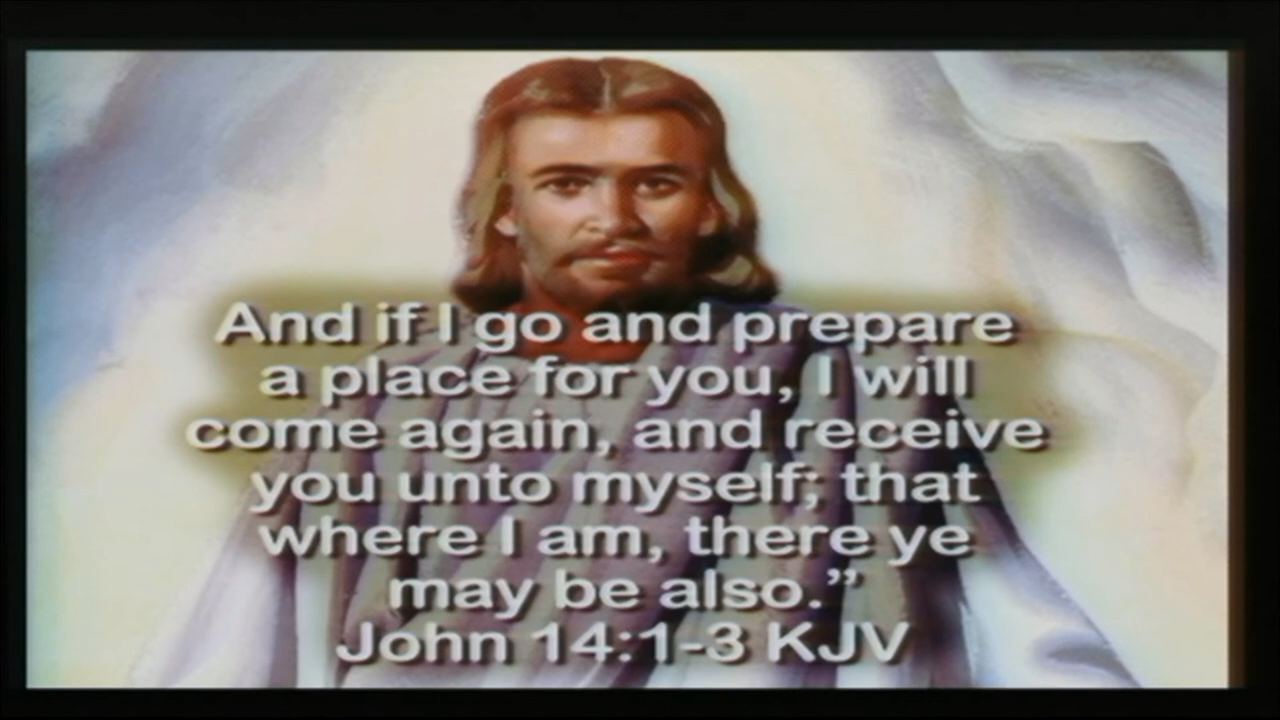 And if I go and prepare
a place for you, I will
come again, and receive
you unto myself; that
where I am, there ye
may be also.”
John 14:1-3 KJV